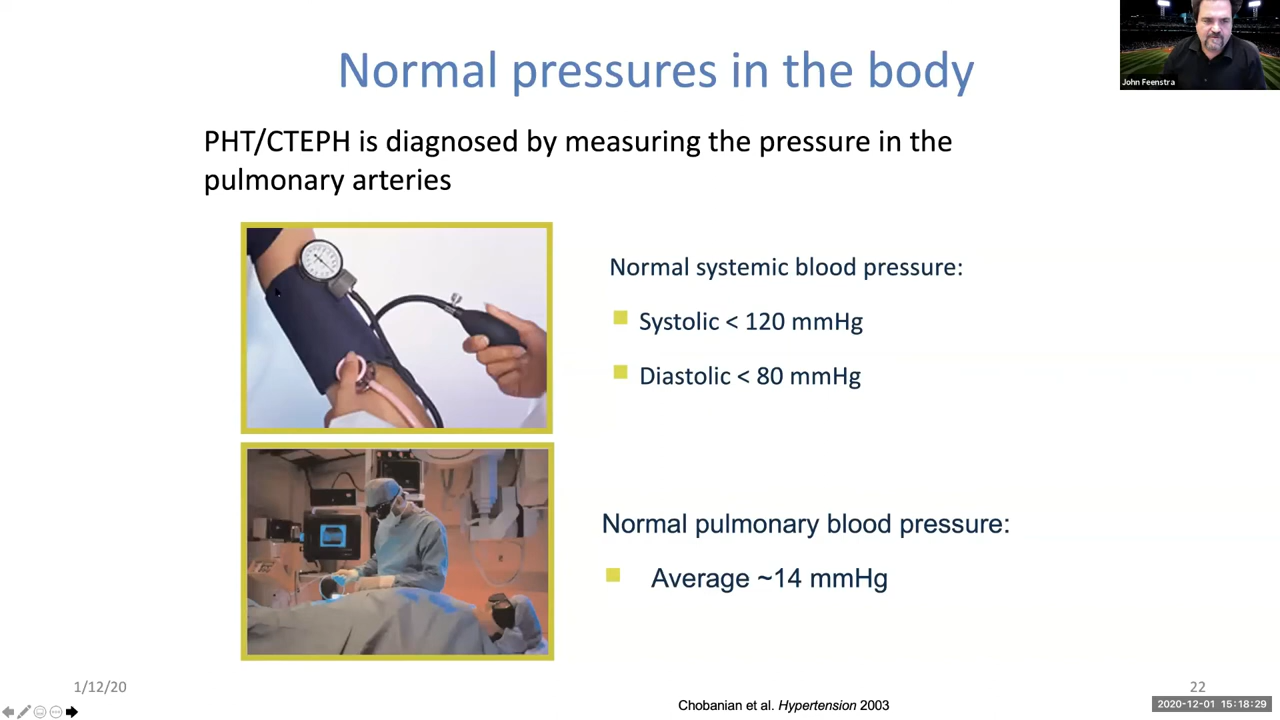 Normal pressures in the body
John Feenstra
PHT/CTEPH is diagnosed by measuring the pressure in the
pulmonary arteries
Normal systemic blood pressure:
Systolic < 120 mmHg
Diastolic < 80 mmHg
Normal pulmonary blood pressure:
Average ~14 mmHg
1/12/20
22
Chobanian et al. Hypertension 2003
2020-12-01 15:18:29